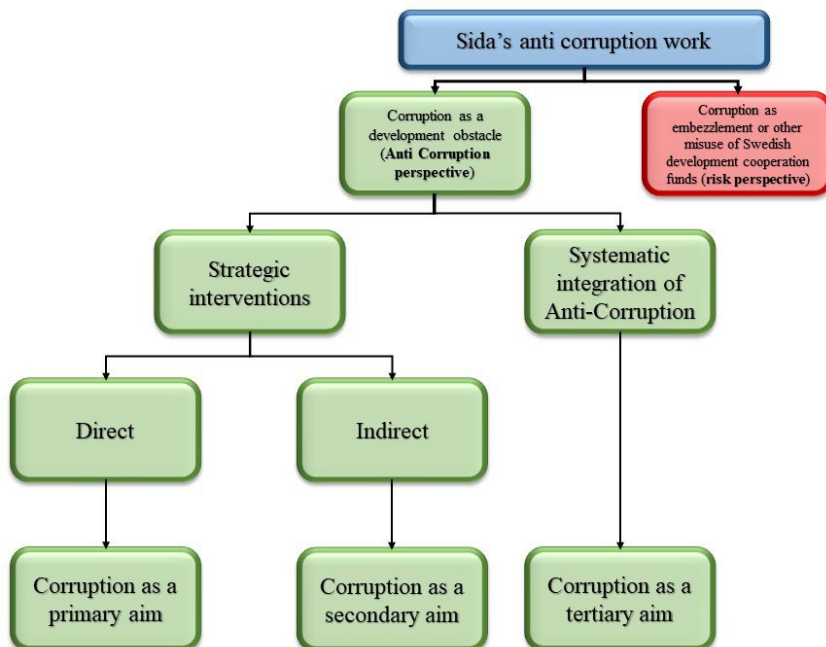 Sida's anti corruption work
Corruption as a
development obstacle
(Anti Corruption
perspective)
Corruption as
embezzlement or other
misuse of Swedish
development cooperation
funds (risk perspective)
Strategic
interventions
Systematic
integration of
Anti-Corruption
Direct
Indirect
Corruption as a
primary aim
Corruption as a
secondary aim
Corruption as a
tertiary aim